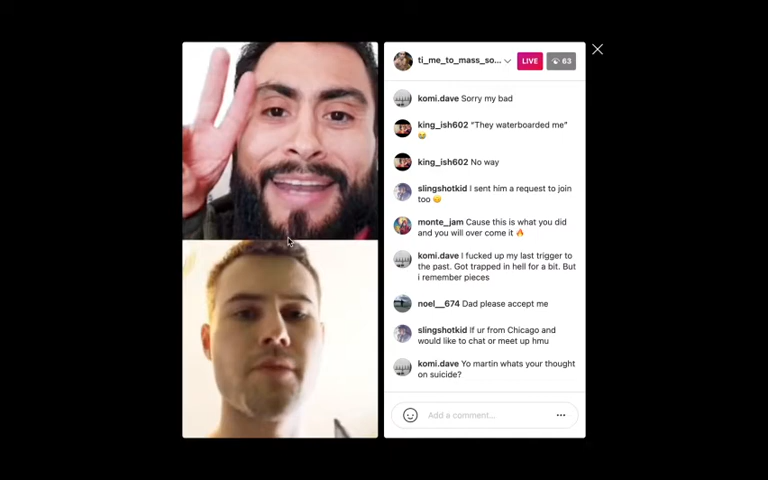 ti_me_to_mass_so...
LIVE
63
komi.dave Sorry my bad
king_ish602 “They waterboarded me”
😂
king_ish602 No way
slingshotkid I sent him a request to join
too 😊
monte_jam Cause this is what you did
and you will over come it 🔥
komi.dave I fucked up my last trigger to
the past. Got trapped in hell for a bit. But
i remember pieces
noel__674 Dad please accept me
slingshotkid If ur from Chicago and
would like to chat or meet up hmu
komi.dave Yo martin whats your thought
on suicide?
Add a comment...